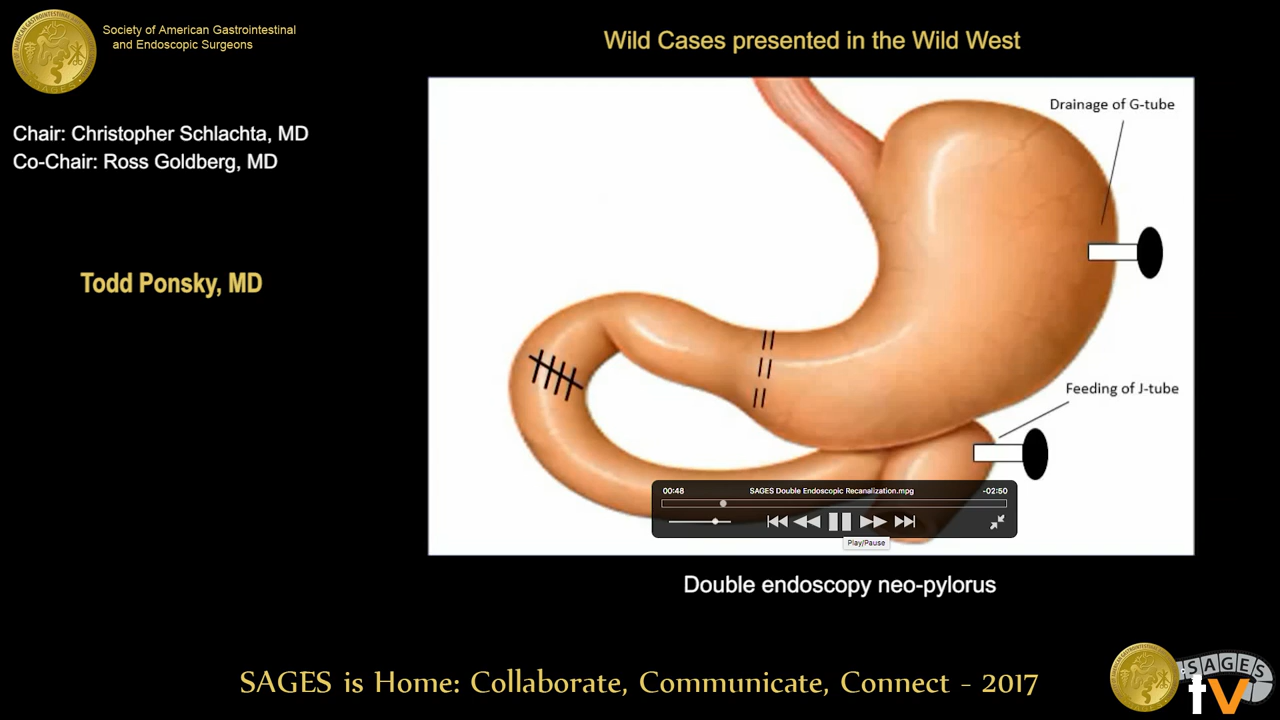 Society of American Gastrointestinal
and Endoscopic Surgeons
Wild Cases presented in the Wild West
Chair: Christopher Schlachta, MD
Co-Chair: Ross Goldberg, MD
Todd Ponsky, MD
Drainage of G-tube
Feeding of J-tube
00:48
SAGES Double Endoscopic Recanalization.mpg
-02:50
Play/Pause
Double endoscopy neo-pylorus
SAGES is Home: Collaborate, Communicate, Connect - 2017
SAGES
tv